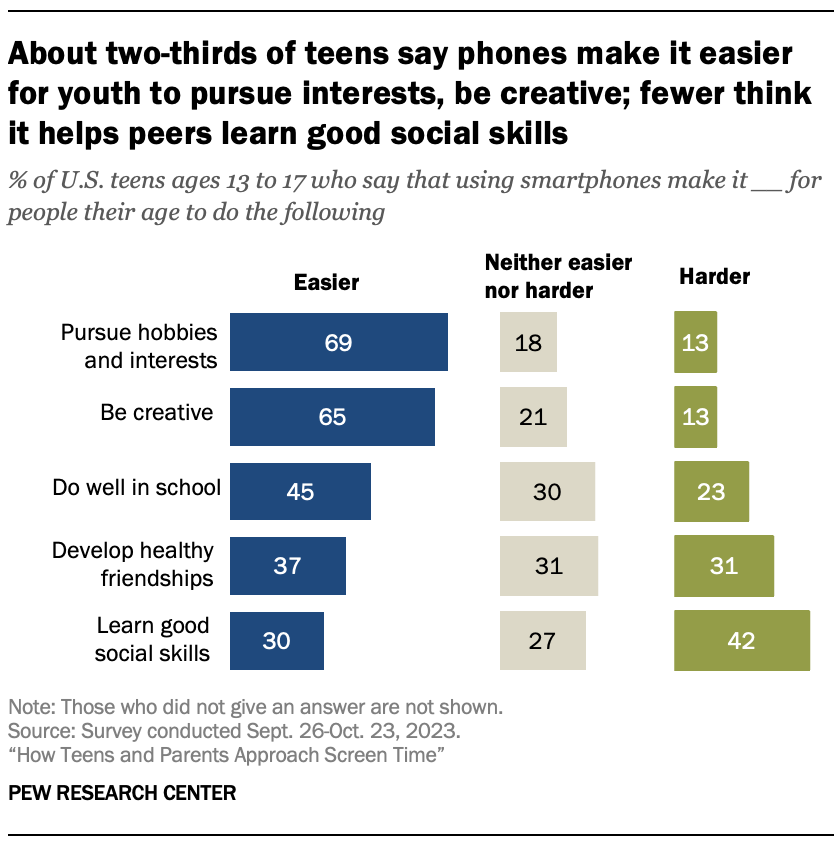 About two-thirds of teens say phones make it easier
for youth to pursue interests, be creative; fewer think
it helps peers learn good social skills
% of U.S. teens ages 13 to 17 who say that using smartphones make it __ for
people their age to do the following
Easier
Neither easier
nor harder
Harder
Pursue hobbies
and interests
69
18
13
Be creative
65
21
13
Do well in school
45
30
23
Develop healthy
friendships
37
31
31
Learn good
social skills
30
27
42
Note: Those who did not give an answer are not shown.
Source: Survey conducted Sept. 26-Oct. 23, 2023.
“How Teens and Parents Approach Screen Time”
PEW RESEARCH CENTER